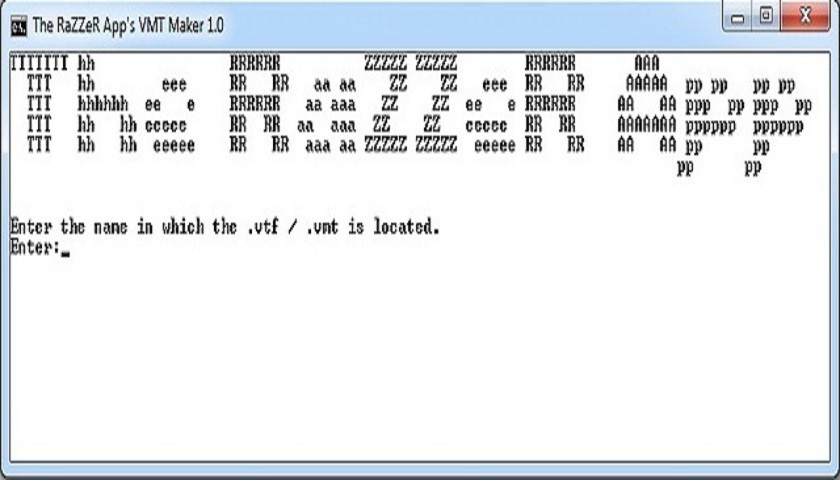 The RaZZeR App's VMT Maker 1.0
TTTTTTT hh RRRRRR ZZZZZ ZZZZZ RRRRRR AAA
TTT hh eee RR RR aa aa ZZ ZZ eee RR RR AAAAA pp pp pp pp
TTT hhhhhh ee e RRRRRR aa aaa ZZ ZZ ee e RRRRRR AA AA ppp pp ppp pp
TTT hh hh eeeee RR RR aa aaa ZZ ZZ eeeee RR RR AAAAAAA pppppp pppppp
TTT hh hh eeeee RR RR aaa aa ZZZZZ ZZZZZ eeeee RR RR AA AA pp pp
pp pp
Enter the name in which the .vtf / .vmt is located.
Enter:_